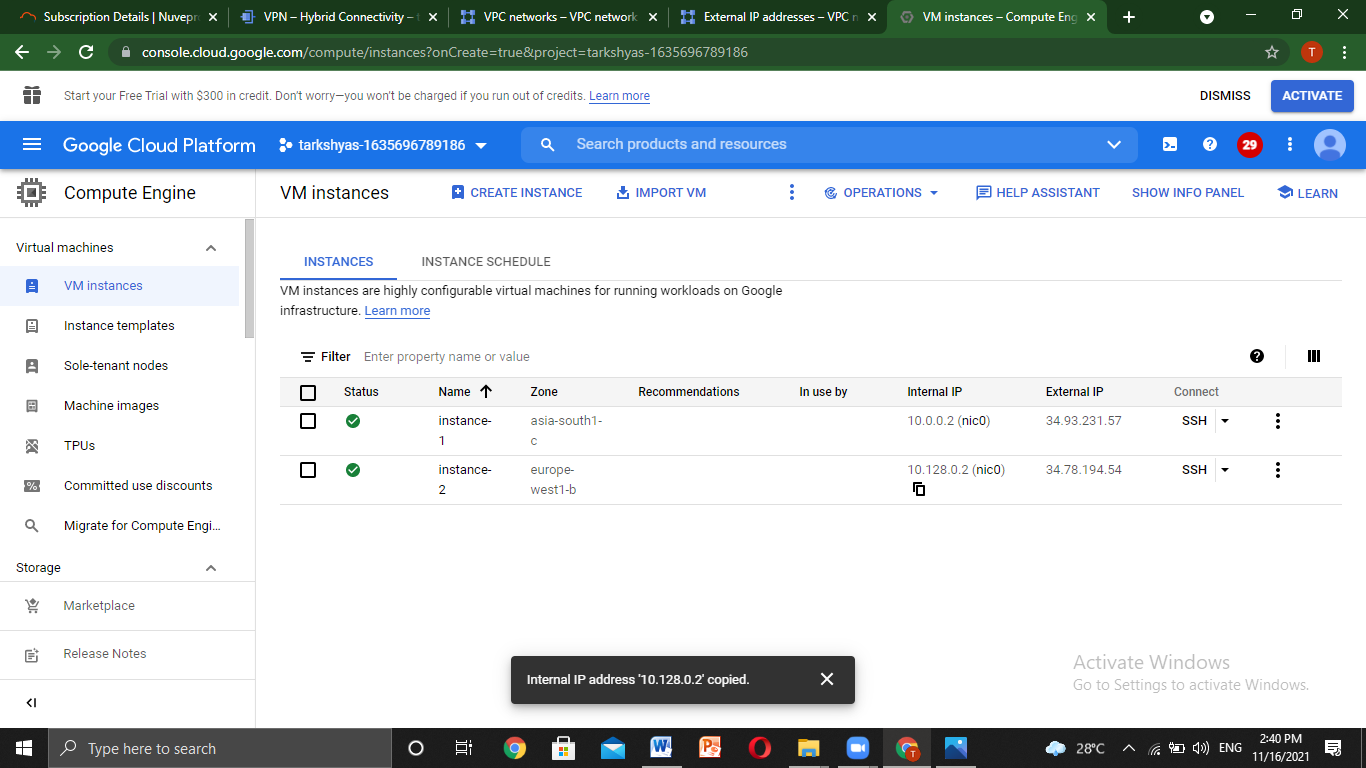 Subscription Details | Nuvepr
VPN – Hybrid Connectivity –
VPC networks – VPC network
External IP addresses – VPC n
VM instances – Compute Eng
console.cloud.google.com/compute/instances?onCreate=true&project=tarkshyas-1635696789186
T
Start your Free Trial with $300 in credit. Don't worry—you won't be charged if you run out of credits. Learn more
DISMISS
ACTIVATE
Google Cloud Platform
tarkshyas-1635696789186
Search products and resources
29
Compute Engine
VM instances
CREATE INSTANCE
IMPORT VM
OPERATIONS
HELP ASSISTANT
SHOW INFO PANEL
LEARN
Virtual machines
VM instances
Instance templates
Sole-tenant nodes
Machine images
TPUs
Committed use discounts
Migrate for Compute Engi...
Storage
Marketplace
Release Notes
INSTANCES
INSTANCE SCHEDULE
VM instances are highly configurable virtual machines for running workloads on Google
infrastructure. Learn more
Filter
Enter property name or value
Status Name Zone Recommendations In use by Internal IP External IP Connect
instance- asia-south1- 10.0.0.2 (nic0) 34.93.231.57 SSH
1 c
instance- europe- 10.128.0.2 (nic0) 34.78.194.54 SSH
2 west1-b
Internal IP address '10.128.0.2' copied.
Activate Windows
Go to Settings to activate Windows.
Type here to search
T
28°C
ENG
2:40 PM
11/16/2021